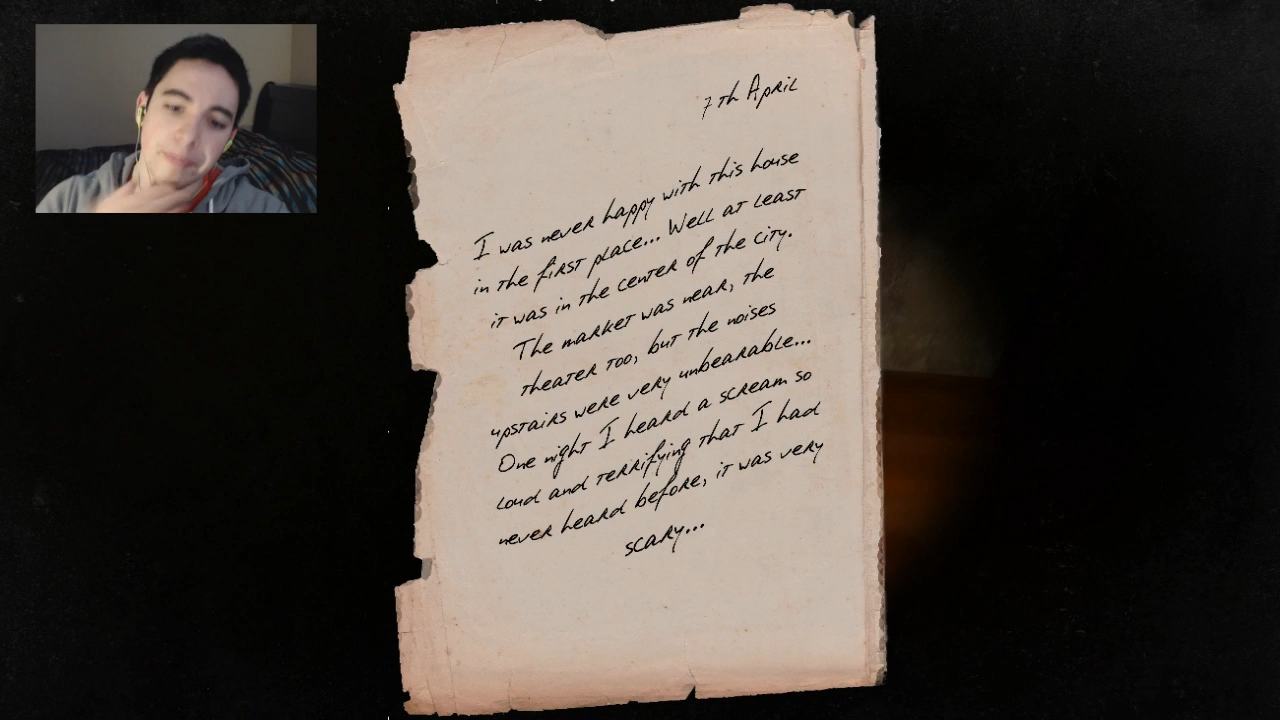 7th April
I was never happy with this house
in the first place... Well at least
it was in the center of the city.
The market was near, the
theater too, but the noises
upstairs were very unbearable...
One night I heard a scream so
loud and terrifying that I had
never heard before, it was very
scary...